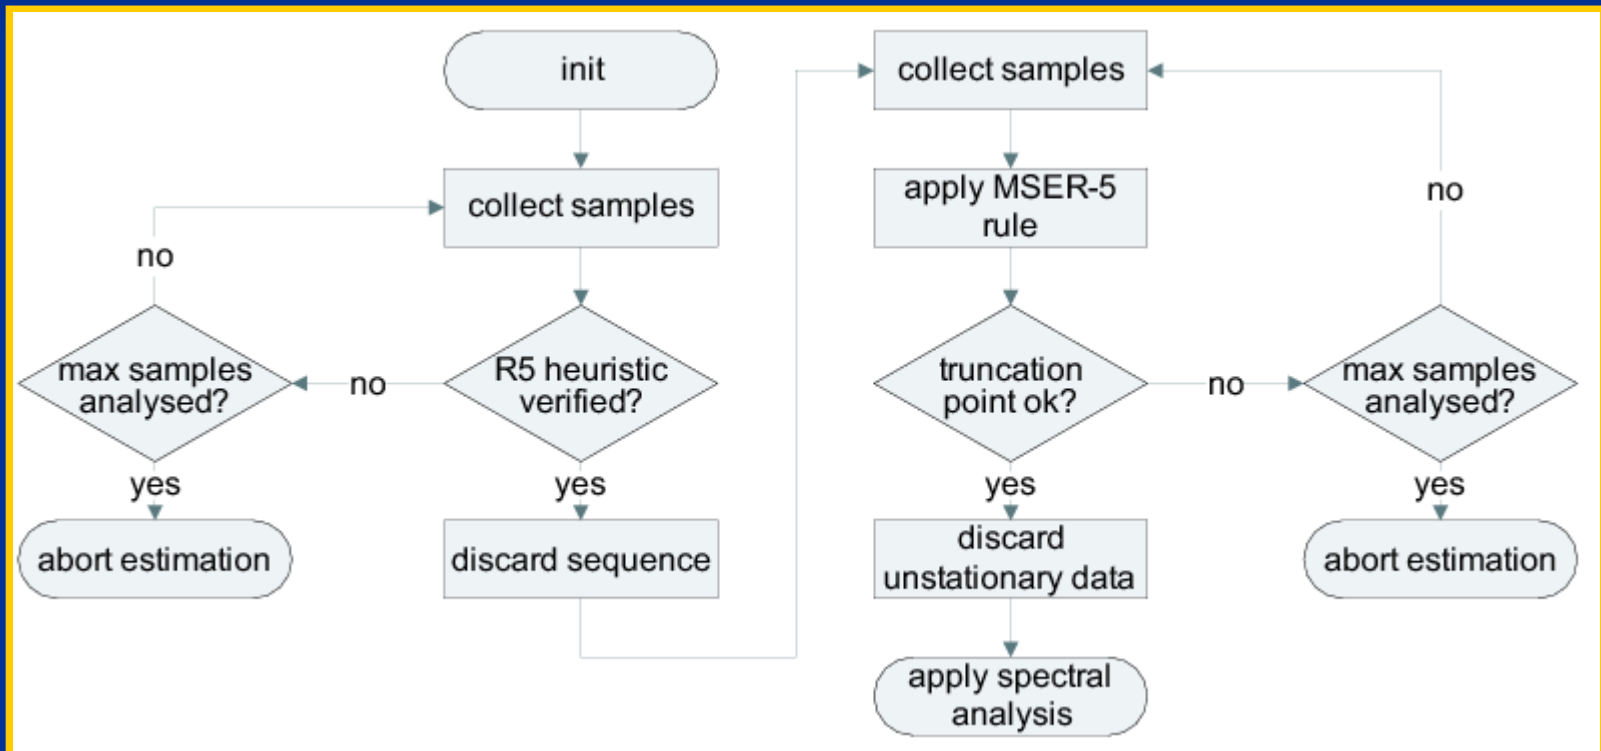 init
collect samples
no
max samples
analysed?
no
R5 heuristic
verified?
yes
abort estimation
yes
discard sequence
collect samples
apply MSER-5
rule
truncation
point ok?
no
max samples
analysed?
no
yes
discard
unstationary data
apply spectral
analysis
yes
abort estimation